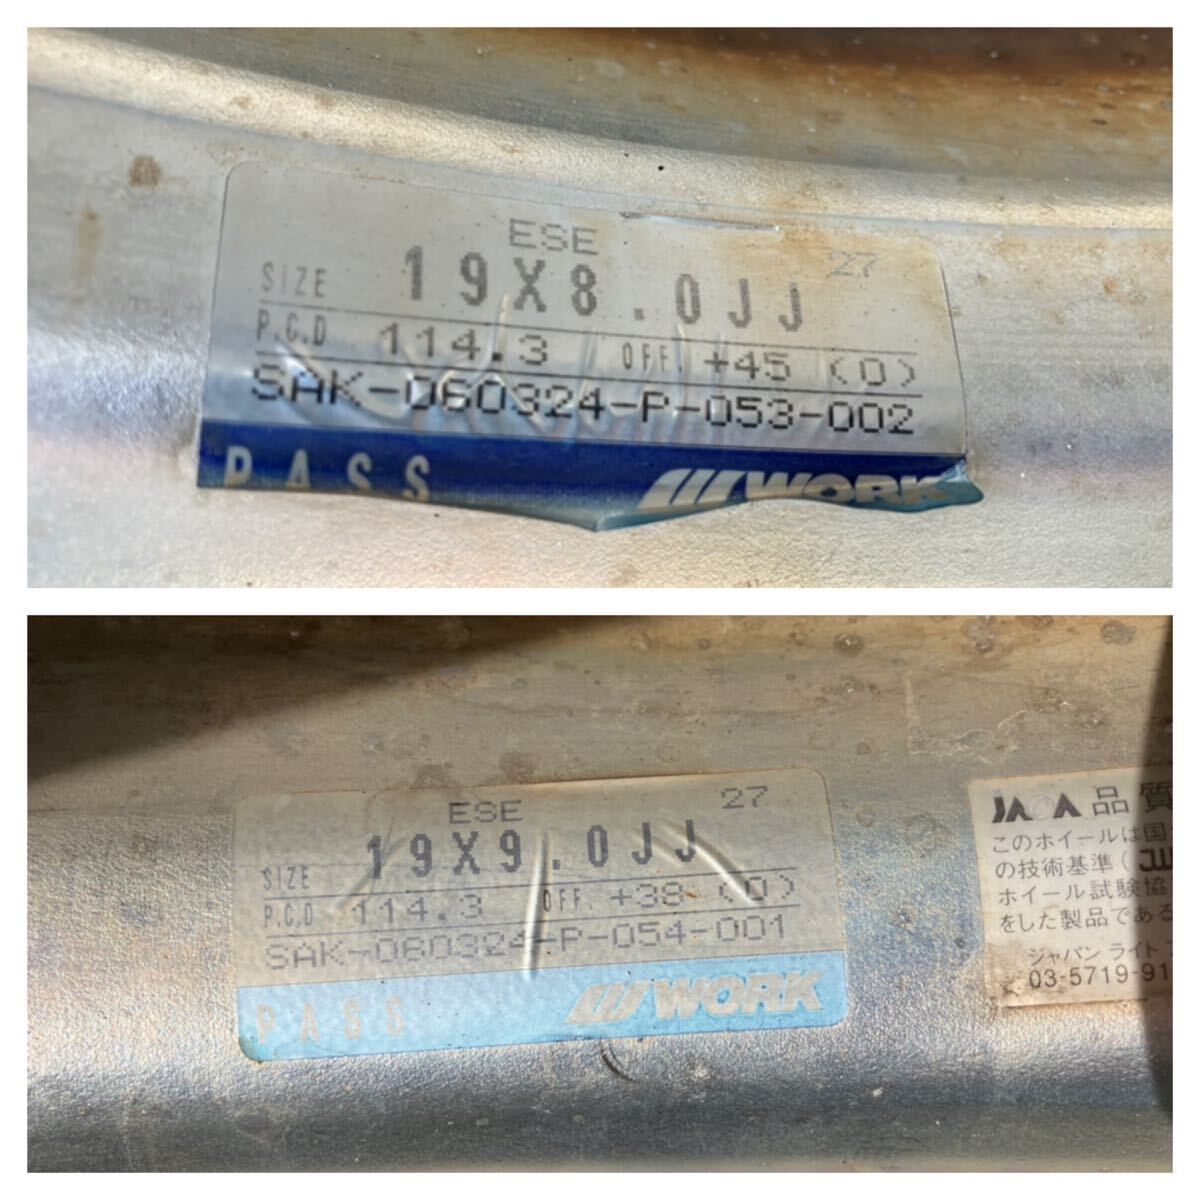 ESE
27
SIZE 19X8.0JJ
P.C.D 114.3 OFF. +45 (0)
SAK-060324-P-053-002
PASS WORK
ESE
27
SIZE 19X9.0JJ
P.C.D 114.3 OFF. +38 (0)
SAK-060324-P-054-001
PASS WORK
JAWA 品質
このホイールは国
の技術基準(JW
ホイール試験協
をした製品である
ジャパン ライト
03-5719-91